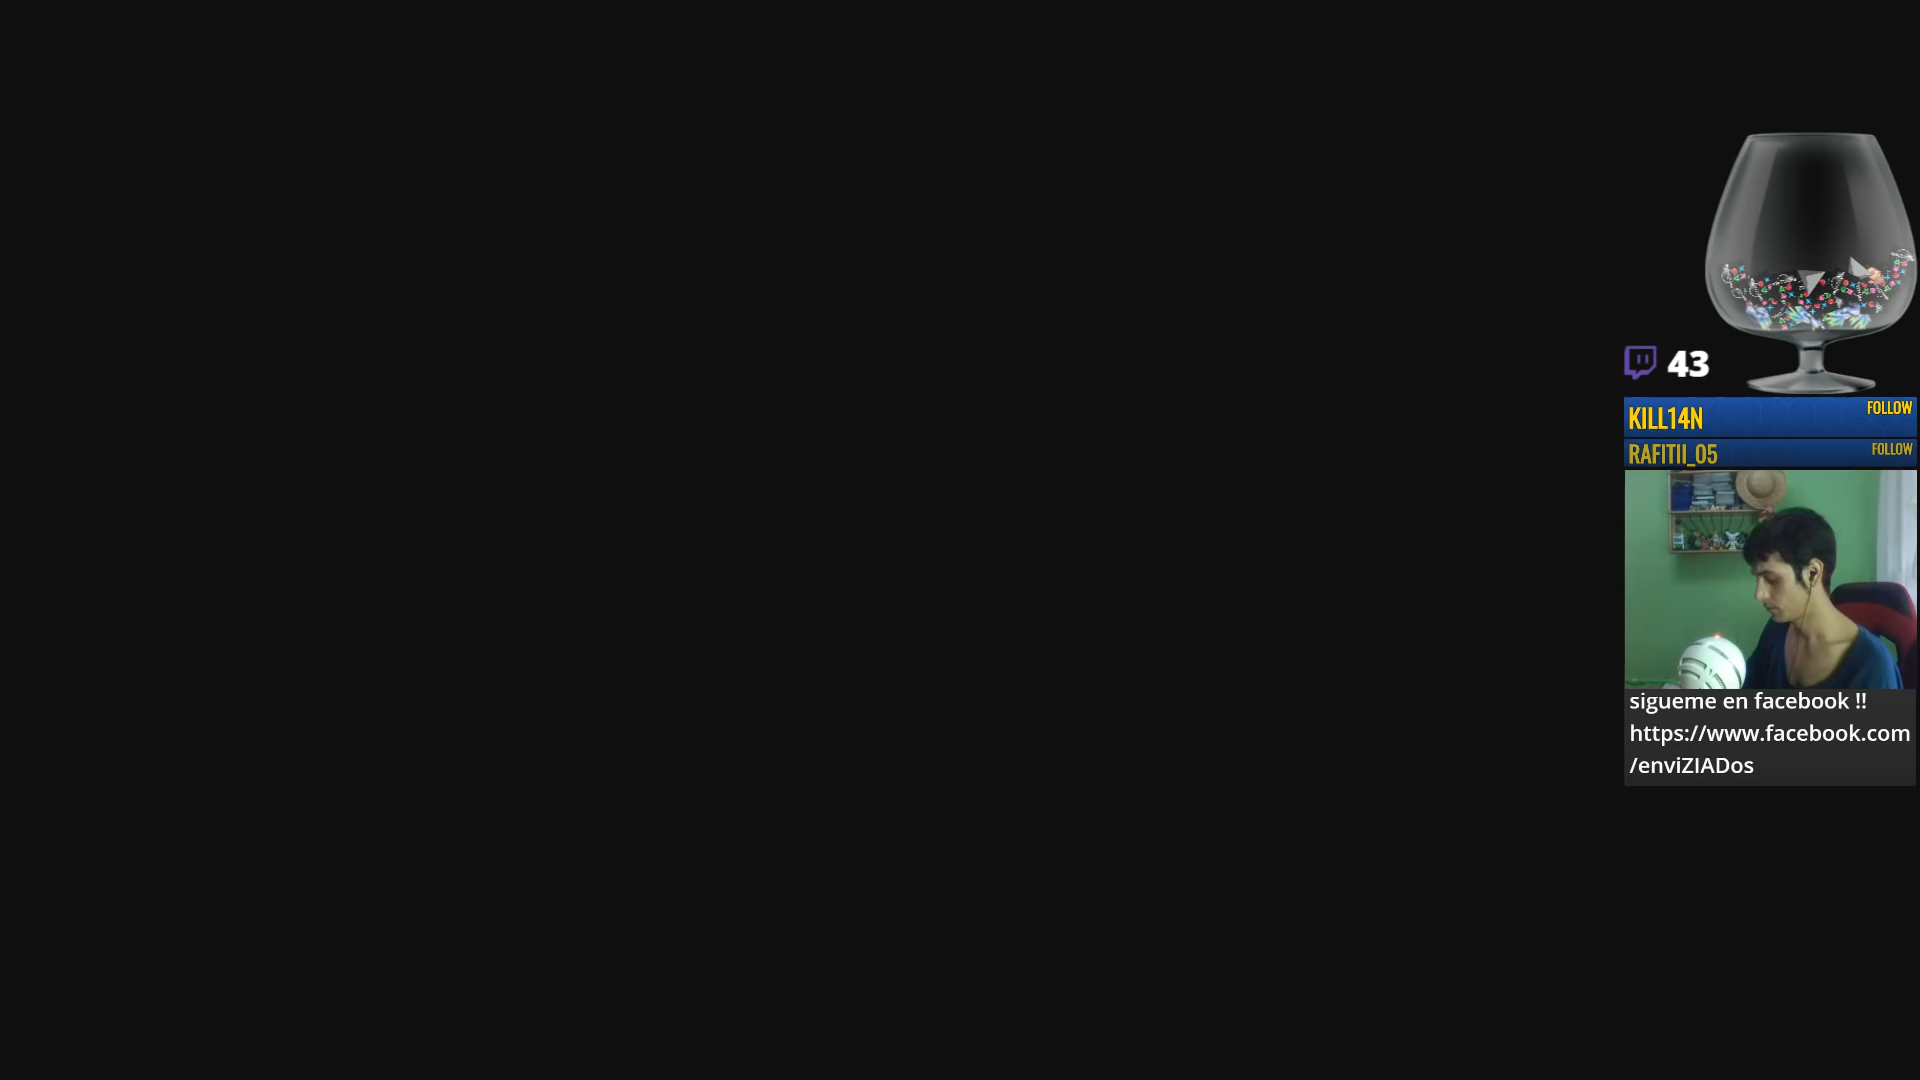 43
KILL14N FOLLOW
RAFITII_05 FOLLOW
sigueme en facebook !!
https://www.facebook.com
/enviZIADos